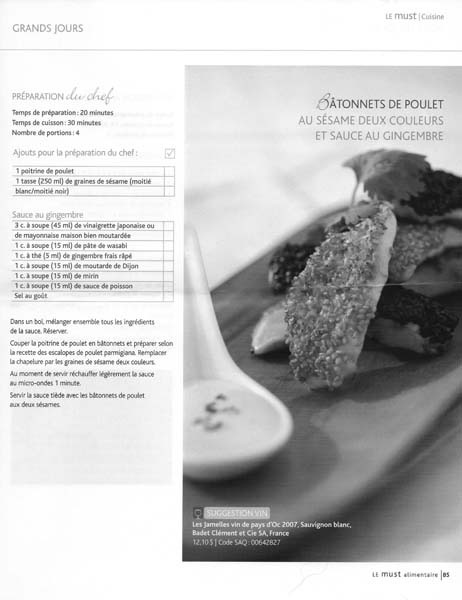 LE must | Cuisine
GRANDS JOURS
PRÉPARATION du chef
Temps de préparation : 20 minutes
Temps de cuisson : 30 minutes
Nombre de portions : 4
Ajouts pour la préparation du chef :
1 poitrine de poulet
1 tasse (250 ml) de graines de sésame (moitié
blanc/moitié noir)
Sauce au gingembre
3 c. à soupe (45 ml) de vinaigrette japonaise ou
de mayonnaise maison bien moutardée
1 c. à soupe (15 ml) de pâte de wasabi
1 c. à thé (5 ml) de gingembre frais râpé
1 c. à soupe (15 ml) de moutarde de Dijon
1 c. à soupe (15 ml) de mirin
1 c. à soupe (15 ml) de sauce de poisson
Sel au goût
Dans un bol, mélanger ensemble tous les ingrédients
de la sauce. Réserver.
Couper la poitrine de poulet en bâtonnets et préparer selon
la recette des escalopes de poulet parmigiana. Remplacer
la chapelure par les graines de sésame deux couleurs.
Au moment de servir réchauffer légèrement la sauce
au micro-ondes 1 minute.
Servir la sauce tiède avec les bâtonnets de poulet
aux deux sésames.
BÂTONNETS DE POULET
AU SÉSAME DEUX COULEURS
ET SAUCE AU GINGEMBRE
SUGGESTION VIN
Les Jamelles vin de pays d'Oc 2007, Sauvignon blanc,
Badet Clément et Cie SA, France
12,10 $ | Code SAQ : 00642827
LE must alimentaire | 85